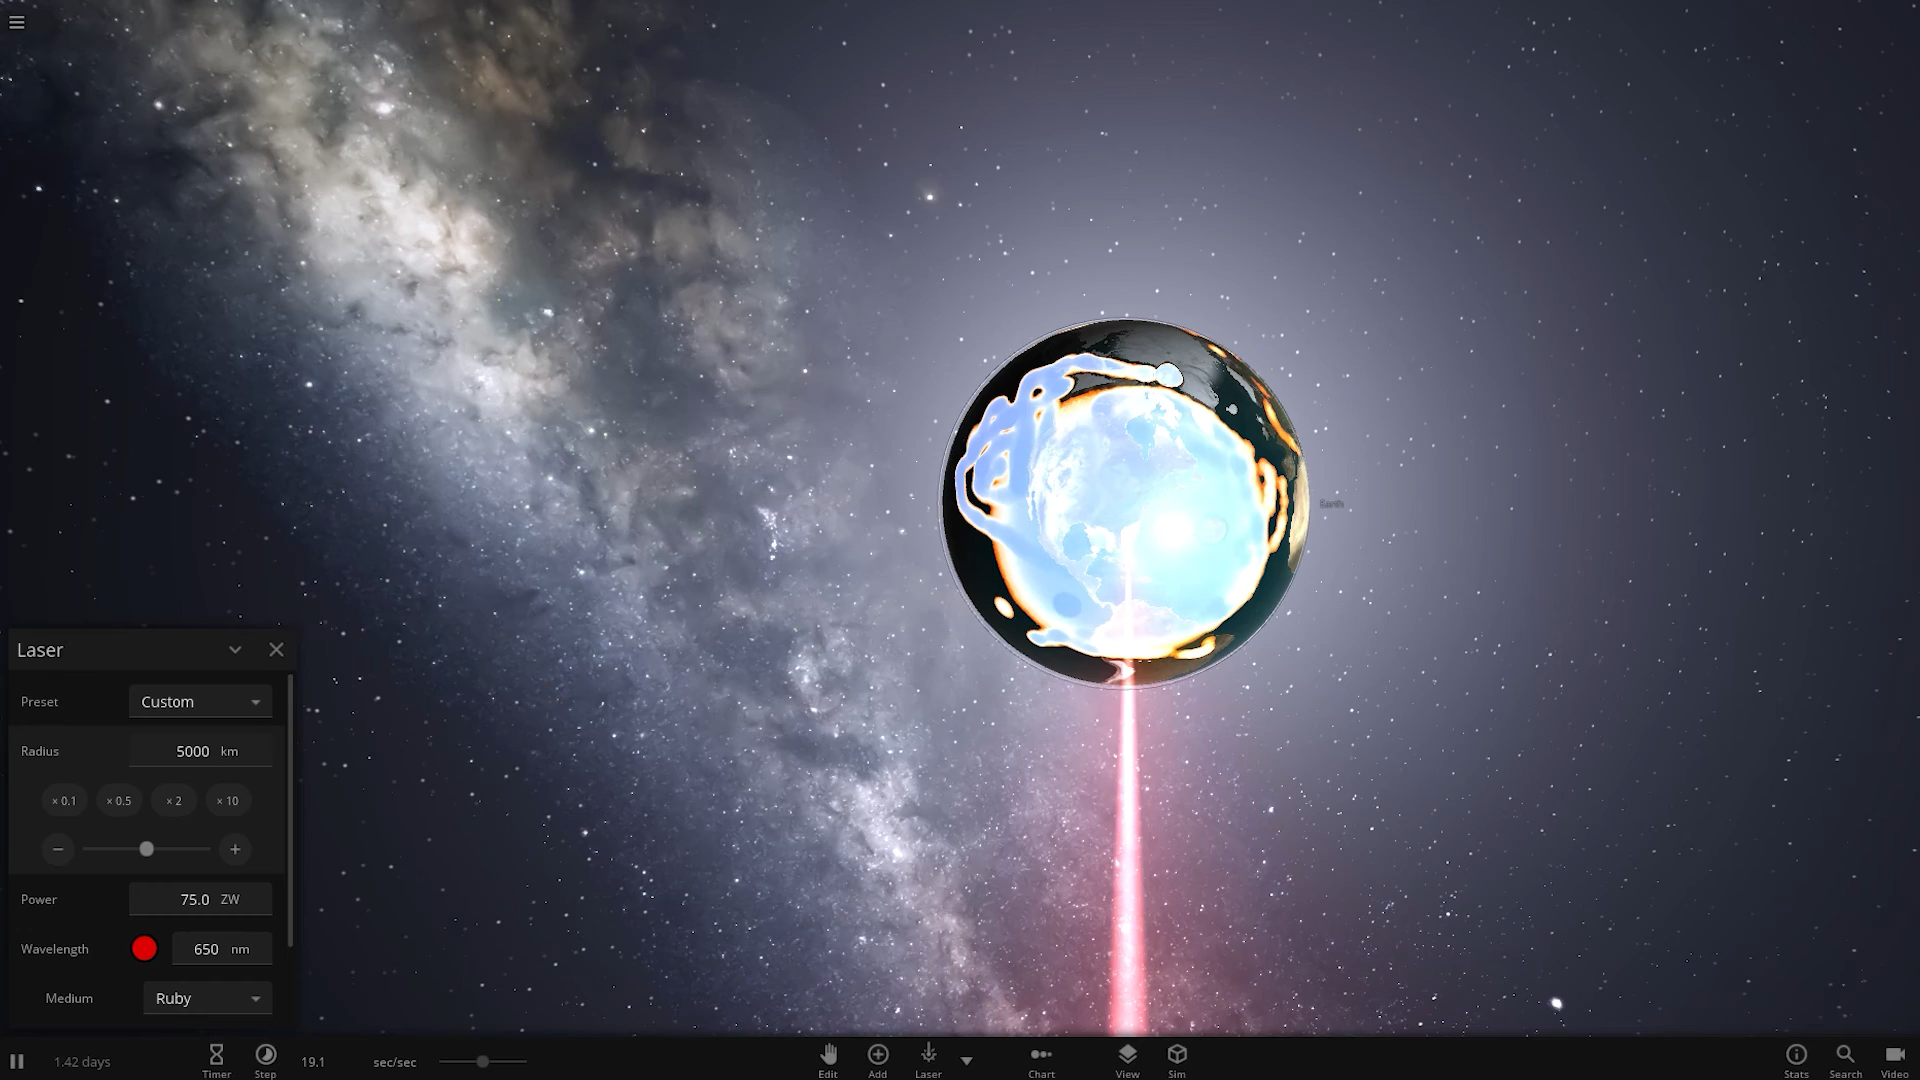 Earth
Laser
Preset Custom
Radius 5000 km
× 0.1 × 0.5 × 2 × 10
Power 75.0 ZW
Wavelength 650 nm
Medium Ruby
1.42 days Timer Step 19.1 sec/sec Edit Add Laser Chart View Sim Stats Search Video